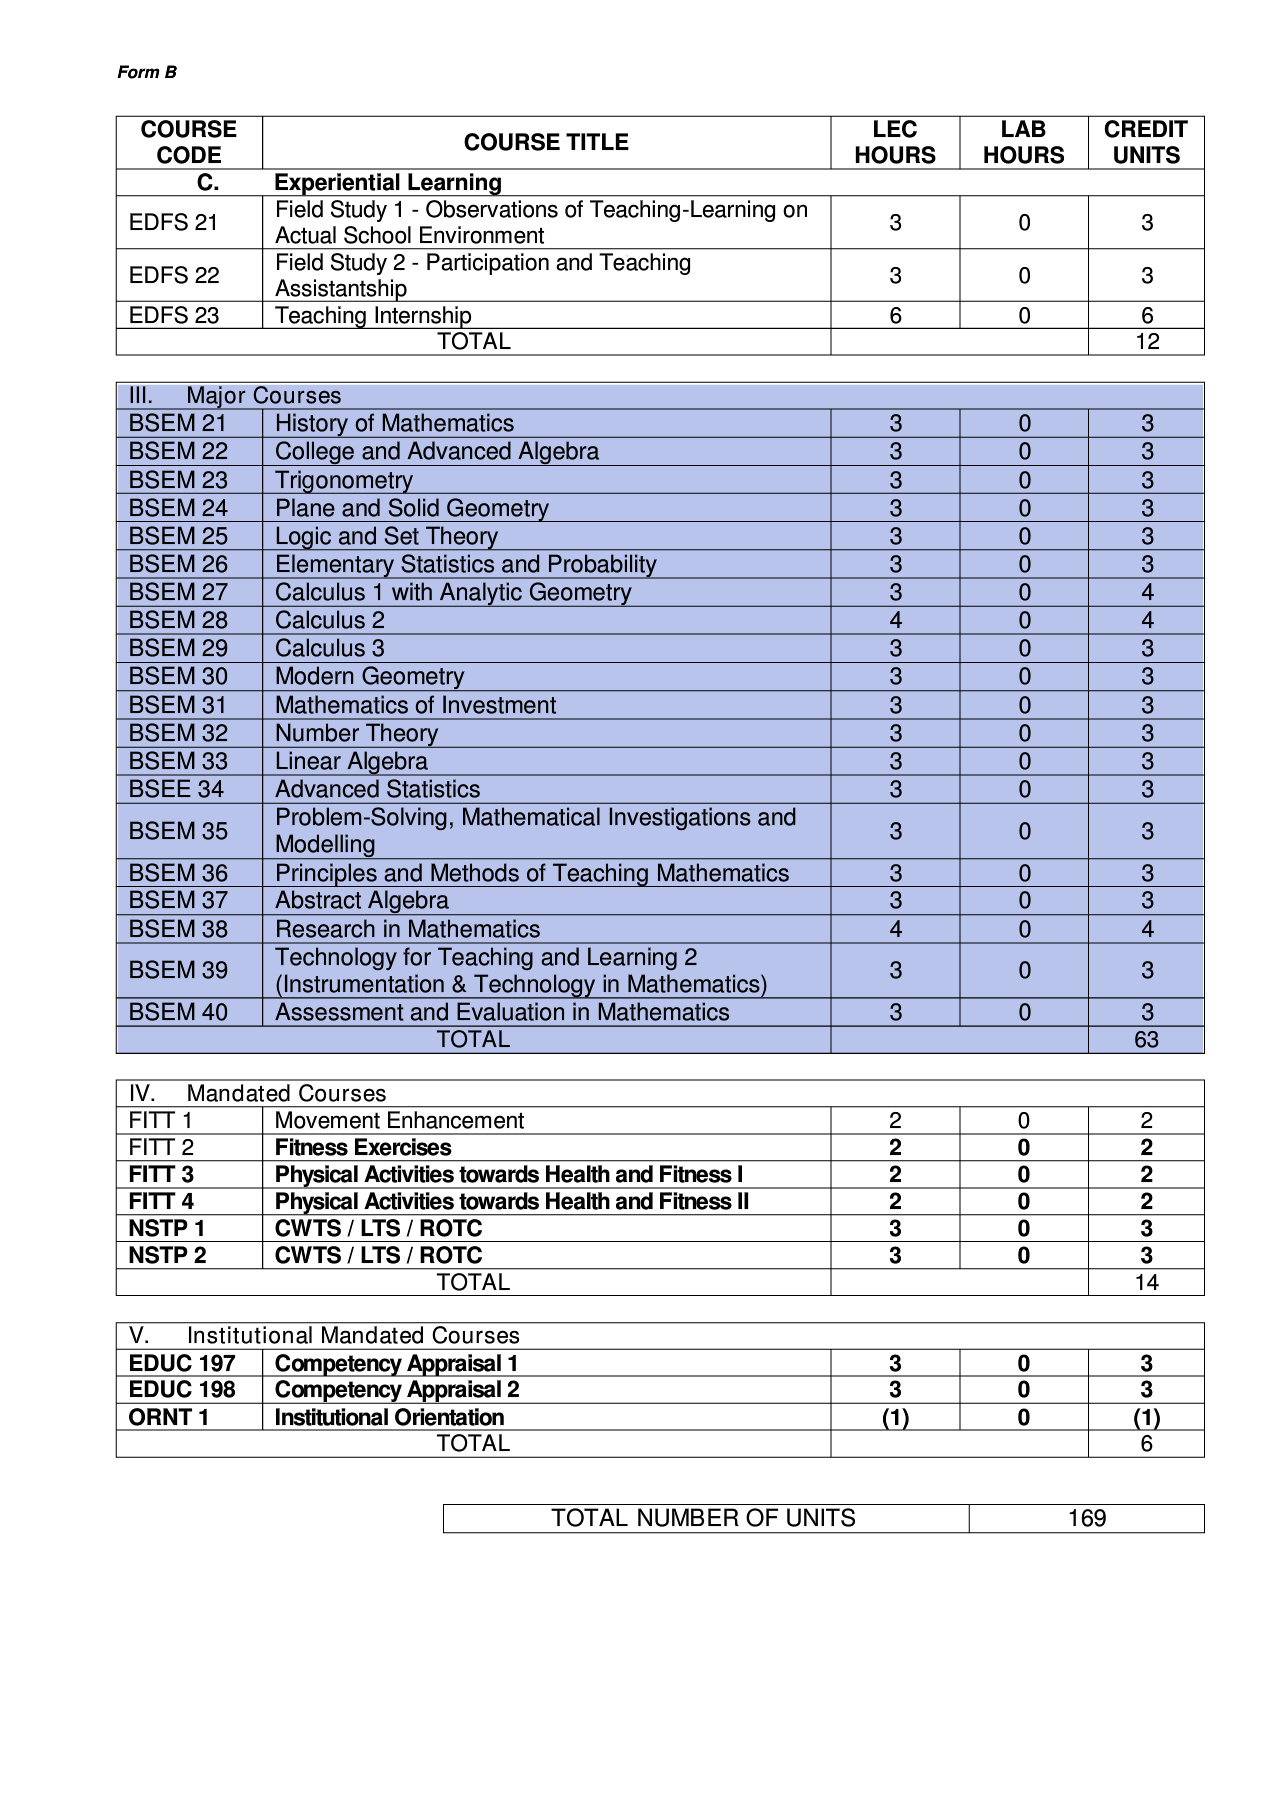 Form B
COURSE CODE COURSE TITLE LEC HOURS LAB HOURS CREDIT UNITS
C. Experiential Learning
EDFS 21 Field Study 1 - Observations of Teaching-Learning on Actual School Environment 3 0 3
EDFS 22 Field Study 2 - Participation and Teaching Assistantship 3 0 3
EDFS 23 Teaching Internship 6 0 6
TOTAL 12
III. Major Courses
BSEM 21 History of Mathematics 3 0 3
BSEM 22 College and Advanced Algebra 3 0 3
BSEM 23 Trigonometry 3 0 3
BSEM 24 Plane and Solid Geometry 3 0 3
BSEM 25 Logic and Set Theory 3 0 3
BSEM 26 Elementary Statistics and Probability 3 0 3
BSEM 27 Calculus 1 with Analytic Geometry 3 0 4
BSEM 28 Calculus 2 4 0 4
BSEM 29 Calculus 3 3 0 3
BSEM 30 Modern Geometry 3 0 3
BSEM 31 Mathematics of Investment 3 0 3
BSEM 32 Number Theory 3 0 3
BSEM 33 Linear Algebra 3 0 3
BSEE 34 Advanced Statistics 3 0 3
BSEM 35 Problem-Solving, Mathematical Investigations and Modelling 3 0 3
BSEM 36 Principles and Methods of Teaching Mathematics 3 0 3
BSEM 37 Abstract Algebra 3 0 3
BSEM 38 Research in Mathematics 4 0 4
BSEM 39 Technology for Teaching and Learning 2 (Instrumentation & Technology in Mathematics) 3 0 3
BSEM 40 Assessment and Evaluation in Mathematics 3 0 3
TOTAL 63
IV. Mandated Courses
FITT 1 Movement Enhancement 2 0 2
FITT 2 Fitness Exercises 2 0 2
FITT 3 Physical Activities towards Health and Fitness I 2 0 2
FITT 4 Physical Activities towards Health and Fitness II 2 0 2
NSTP 1 CWTS / LTS / ROTC 3 0 3
NSTP 2 CWTS / LTS / ROTC 3 0 3
TOTAL 14
V. Institutional Mandated Courses
EDUC 197 Competency Appraisal 1 3 0 3
EDUC 198 Competency Appraisal 2 3 0 3
ORNT 1 Institutional Orientation (1) 0 (1)
TOTAL 6
TOTAL NUMBER OF UNITS 169